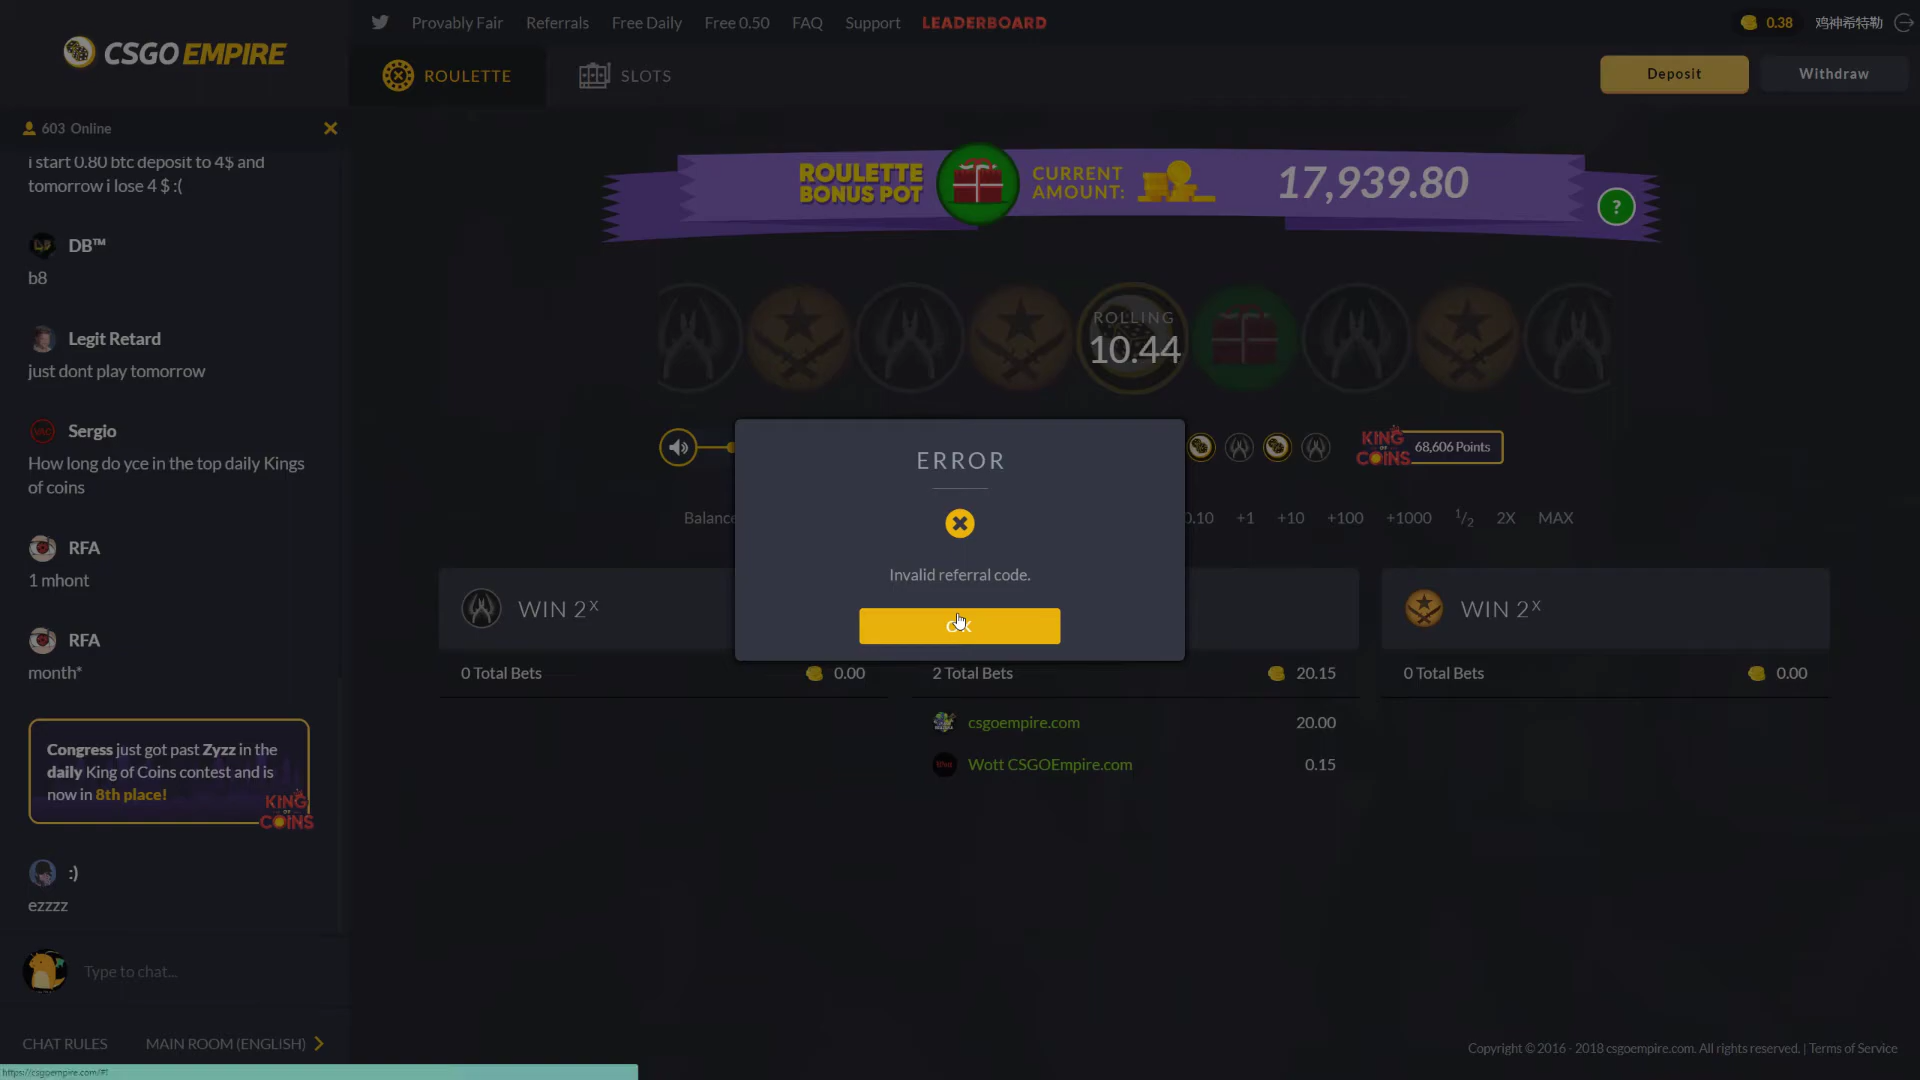 CSGOEMPIRE
Provably Fair
Referrals
Free Daily
Free 0.50
FAQ
Support
LEADERBOARD
0.38
鸡神希特勒
ROULETTE
SLOTS
Deposit
Withdraw
603 Online
i start 0.80 btc deposit to 4$ and
tomorrow i lose 4 $ :(
DB™
b8
Legit Retard
just dont play tomorrow
Sergio
How long do yce in the top daily Kings
of coins
RFA
1 mhont
RFA
month*
Congress just got past Zyzz in the
daily King of Coins contest and is
now in 8th place!
KING
OF
COINS
:)
ezzzz
Type to chat...
CHAT RULES
MAIN ROOM (ENGLISH)
https://csgoempire.com/#!
ROULETTE
BONUS POT
CURRENT
AMOUNT:
17,939.80
?
ROLLING
10.44
KING
OF
COINS
68,606 Points
Balance
0.10
+1
+10
+100
+1000
1/2
2X
MAX
ERROR
Invalid referral code.
WIN 2X
0 Total Bets
0.00
2 Total Bets
20.15
csgoempire.com
20.00
Wott CSGOEmpire.com
0.15
WIN 2X
0 Total Bets
0.00
Copyright © 2016 - 2018 csgoempire.com. All rights reserved. | Terms of Service